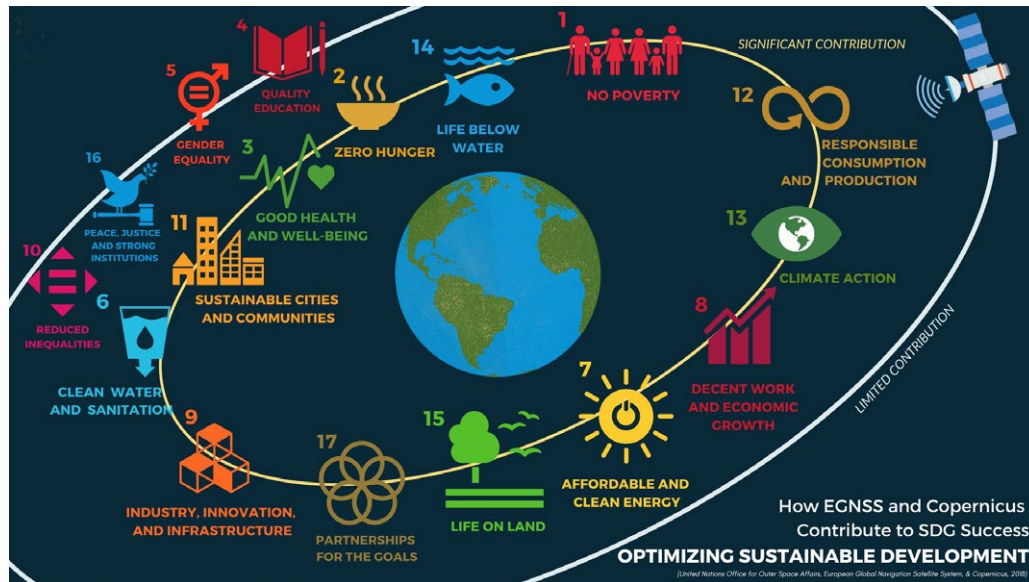 1
NO POVERTY
SIGNIFICANT CONTRIBUTION
4
QUALITY
EDUCATION
14
LIFE BELOW
WATER
5
GENDER
EQUALITY
2
ZERO HUNGER
12
RESPONSIBLE
CONSUMPTION
AND PRODUCTION
3
GOOD HEALTH
AND WELL-BEING
16
PEACE, JUSTICE
AND STRONG
INSTITUTIONS
11
SUSTAINABLE CITIES
AND COMMUNITIES
13
CLIMATE ACTION
10
REDUCED
INEQUALITIES
6
CLEAN WATER
AND SANITATION
8
DECENT WORK
AND ECONOMIC
GROWTH
LIMITED CONTRIBUTION
7
AFFORDABLE AND
CLEAN ENERGY
9
INDUSTRY, INNOVATION,
AND INFRASTRUCTURE
17
PARTNERSHIPS
FOR THE GOALS
15
LIFE ON LAND
How EGNSS and Copernicus
Contribute to SDG Success
OPTIMIZING SUSTAINABLE DEVELOPMENT
(United Nations Office for Outer Space Affairs, European Global Navigation Satellite System, & Copernicus, 2018)